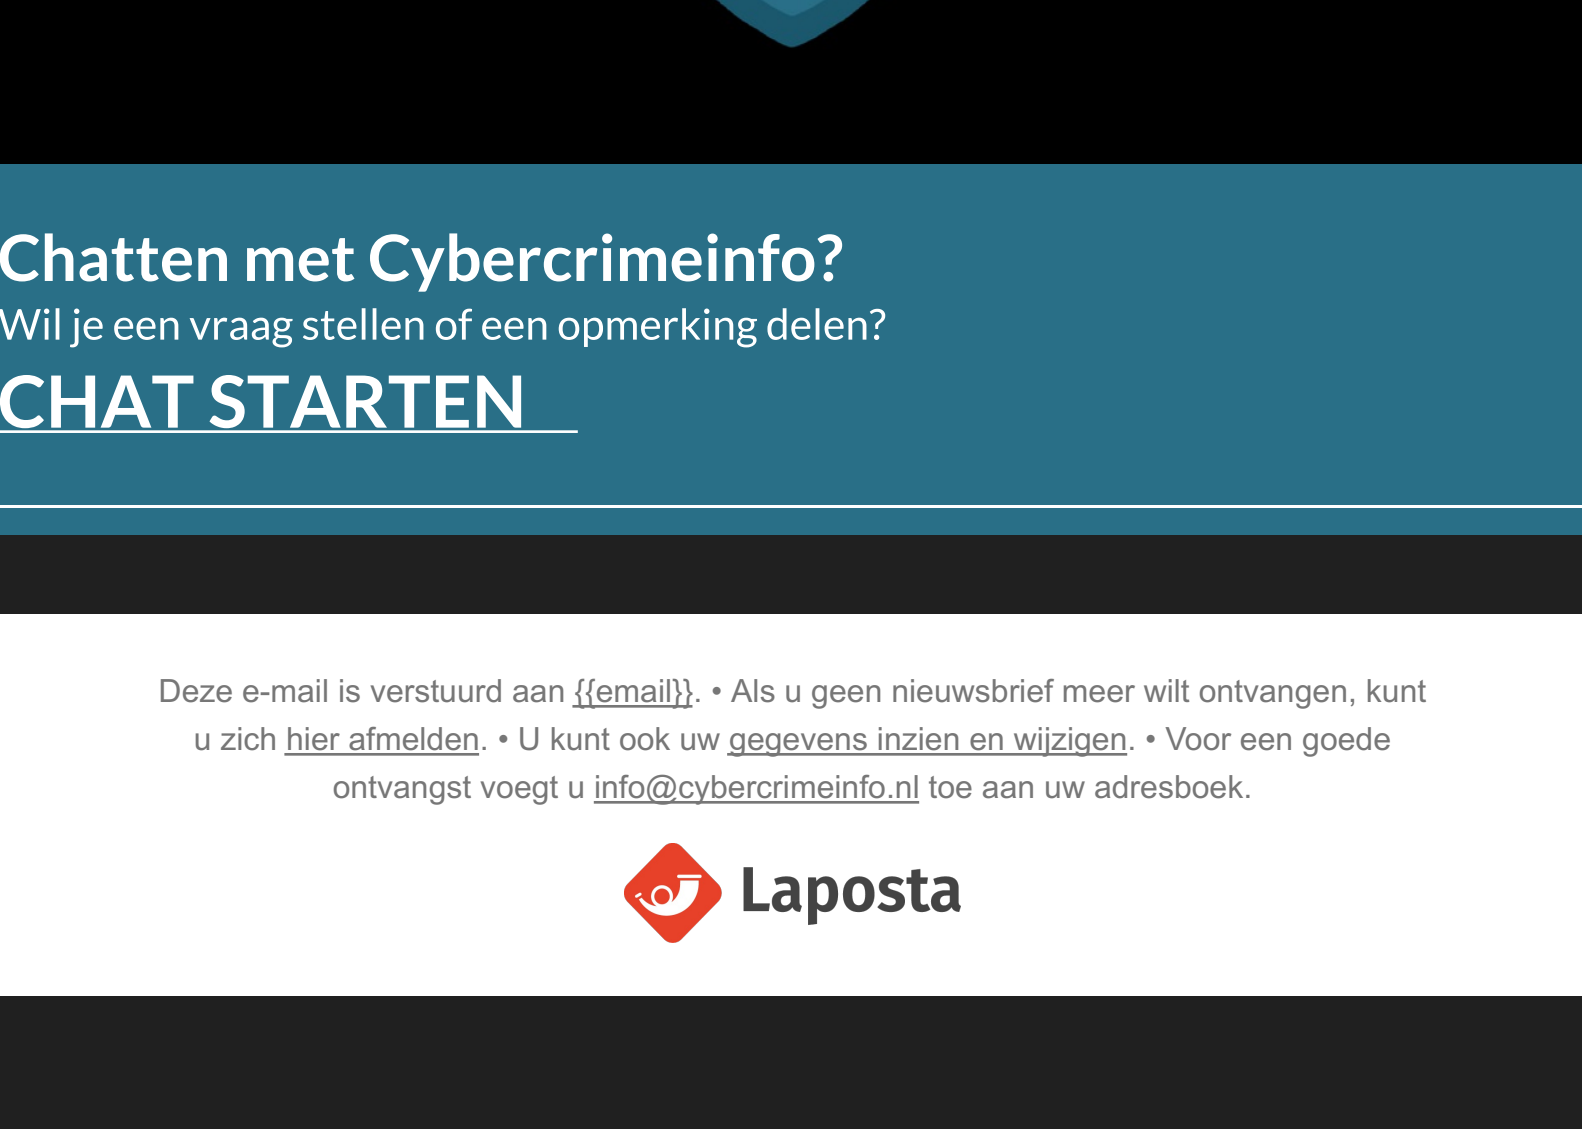 Chatten met Cybercrimeinfo?
Wil je een vraag stellen of een opmerking delen?
CHAT STARTEN
Deze e-mail is verstuurd aan {{email}}. • Als u geen nieuwsbrief meer wilt ontvangen, kunt
u zich hier afmelden. • U kunt ook uw gegevens inzien en wijzigen. • Voor een goede
ontvangst voegt u info@cybercrimeinfo.nl toe aan uw adresboek.
Laposta